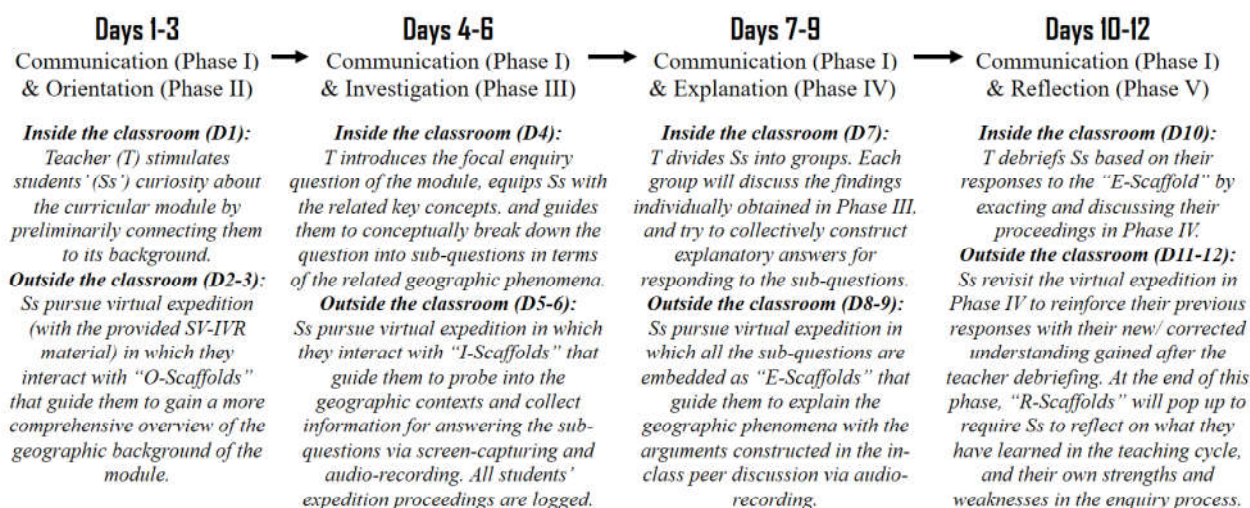 Days 1-3
Communication (Phase I)
& Orientation (Phase II)
Inside the classroom (D1):
Teacher (T) stimulates
students' (Ss') curiosity about
the curricular module by
preliminarily connecting them
to its background.
Outside the classroom (D2-3):
Ss pursue virtual expedition
(with the provided SV-IVR
material) in which they
interact with "O-Scaffolds"
that guide them to gain a more
comprehensive overview of the
geographic background of the
module.
Days 4-6
Communication (Phase I)
& Investigation (Phase III)
Inside the classroom (D4):
T introduces the focal enquiry
question of the module, equips Ss with
the related key concepts. and guides
them to conceptually break down the
question into sub-questions in terms
of the related geographic phenomena.
Outside the classroom (D5-6):
Ss pursue virtual expedition in which
they interact with "I-Scaffolds" that
guide them to probe into the
geographic contexts and collect
information for answering the sub-
questions via screen-capturing and
audio-recording. All students'
expedition proceedings are logged.
Days 7-9
Communication (Phase I)
& Explanation (Phase IV)
Inside the classroom (D7):
T divides Ss into groups. Each
group will discuss the findings
individually obtained in Phase III,
and try to collectively construct
explanatory answers for
responding to the sub-questions.
Outside the classroom (D8-9):
Ss pursue virtual expedition in
which all the sub-questions are
embedded as "E-Scaffolds" that
guide them to explain the
geographic phenomena with the
arguments constructed in the in-
class peer discussion via audio-
recording.
Days 10-12
Communication (Phase I)
& Reflection (Phase V)
Inside the classroom (D10):
T debriefs Ss based on their
responses to the "E-Scaffold" by
exacting and discussing their
proceedings in Phase IV.
Outside the classroom (D11-12):
Ss revisit the virtual expedition in
Phase IV to reinforce their previous
responses with their new/ corrected
understanding gained after the
teacher debriefing. At the end of this
phase, "R-Scaffolds" will pop up to
require Ss to reflect on what they
have learned in the teaching cycle,
and their own strengths and
weaknesses in the enquiry process.